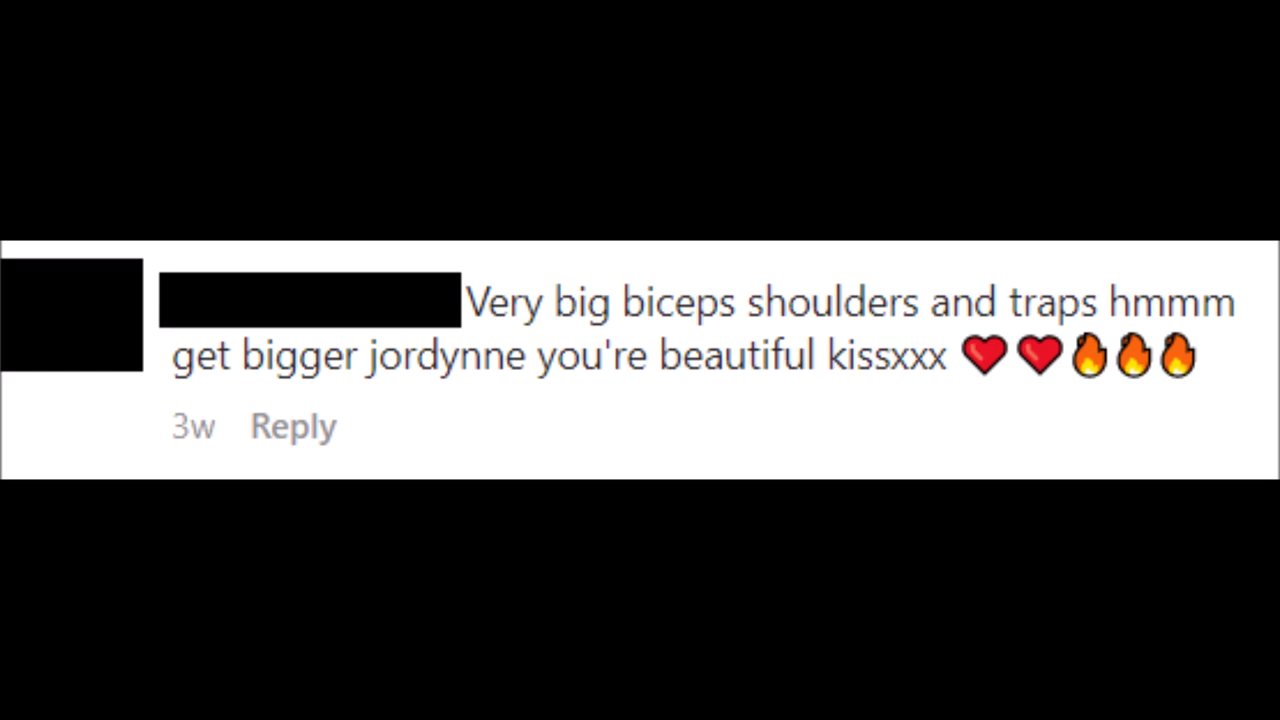 Very big biceps shoulders and traps hmmm
get bigger jordynne you're beautiful kissxxx ❤️❤️🔥🔥🔥
3w Reply